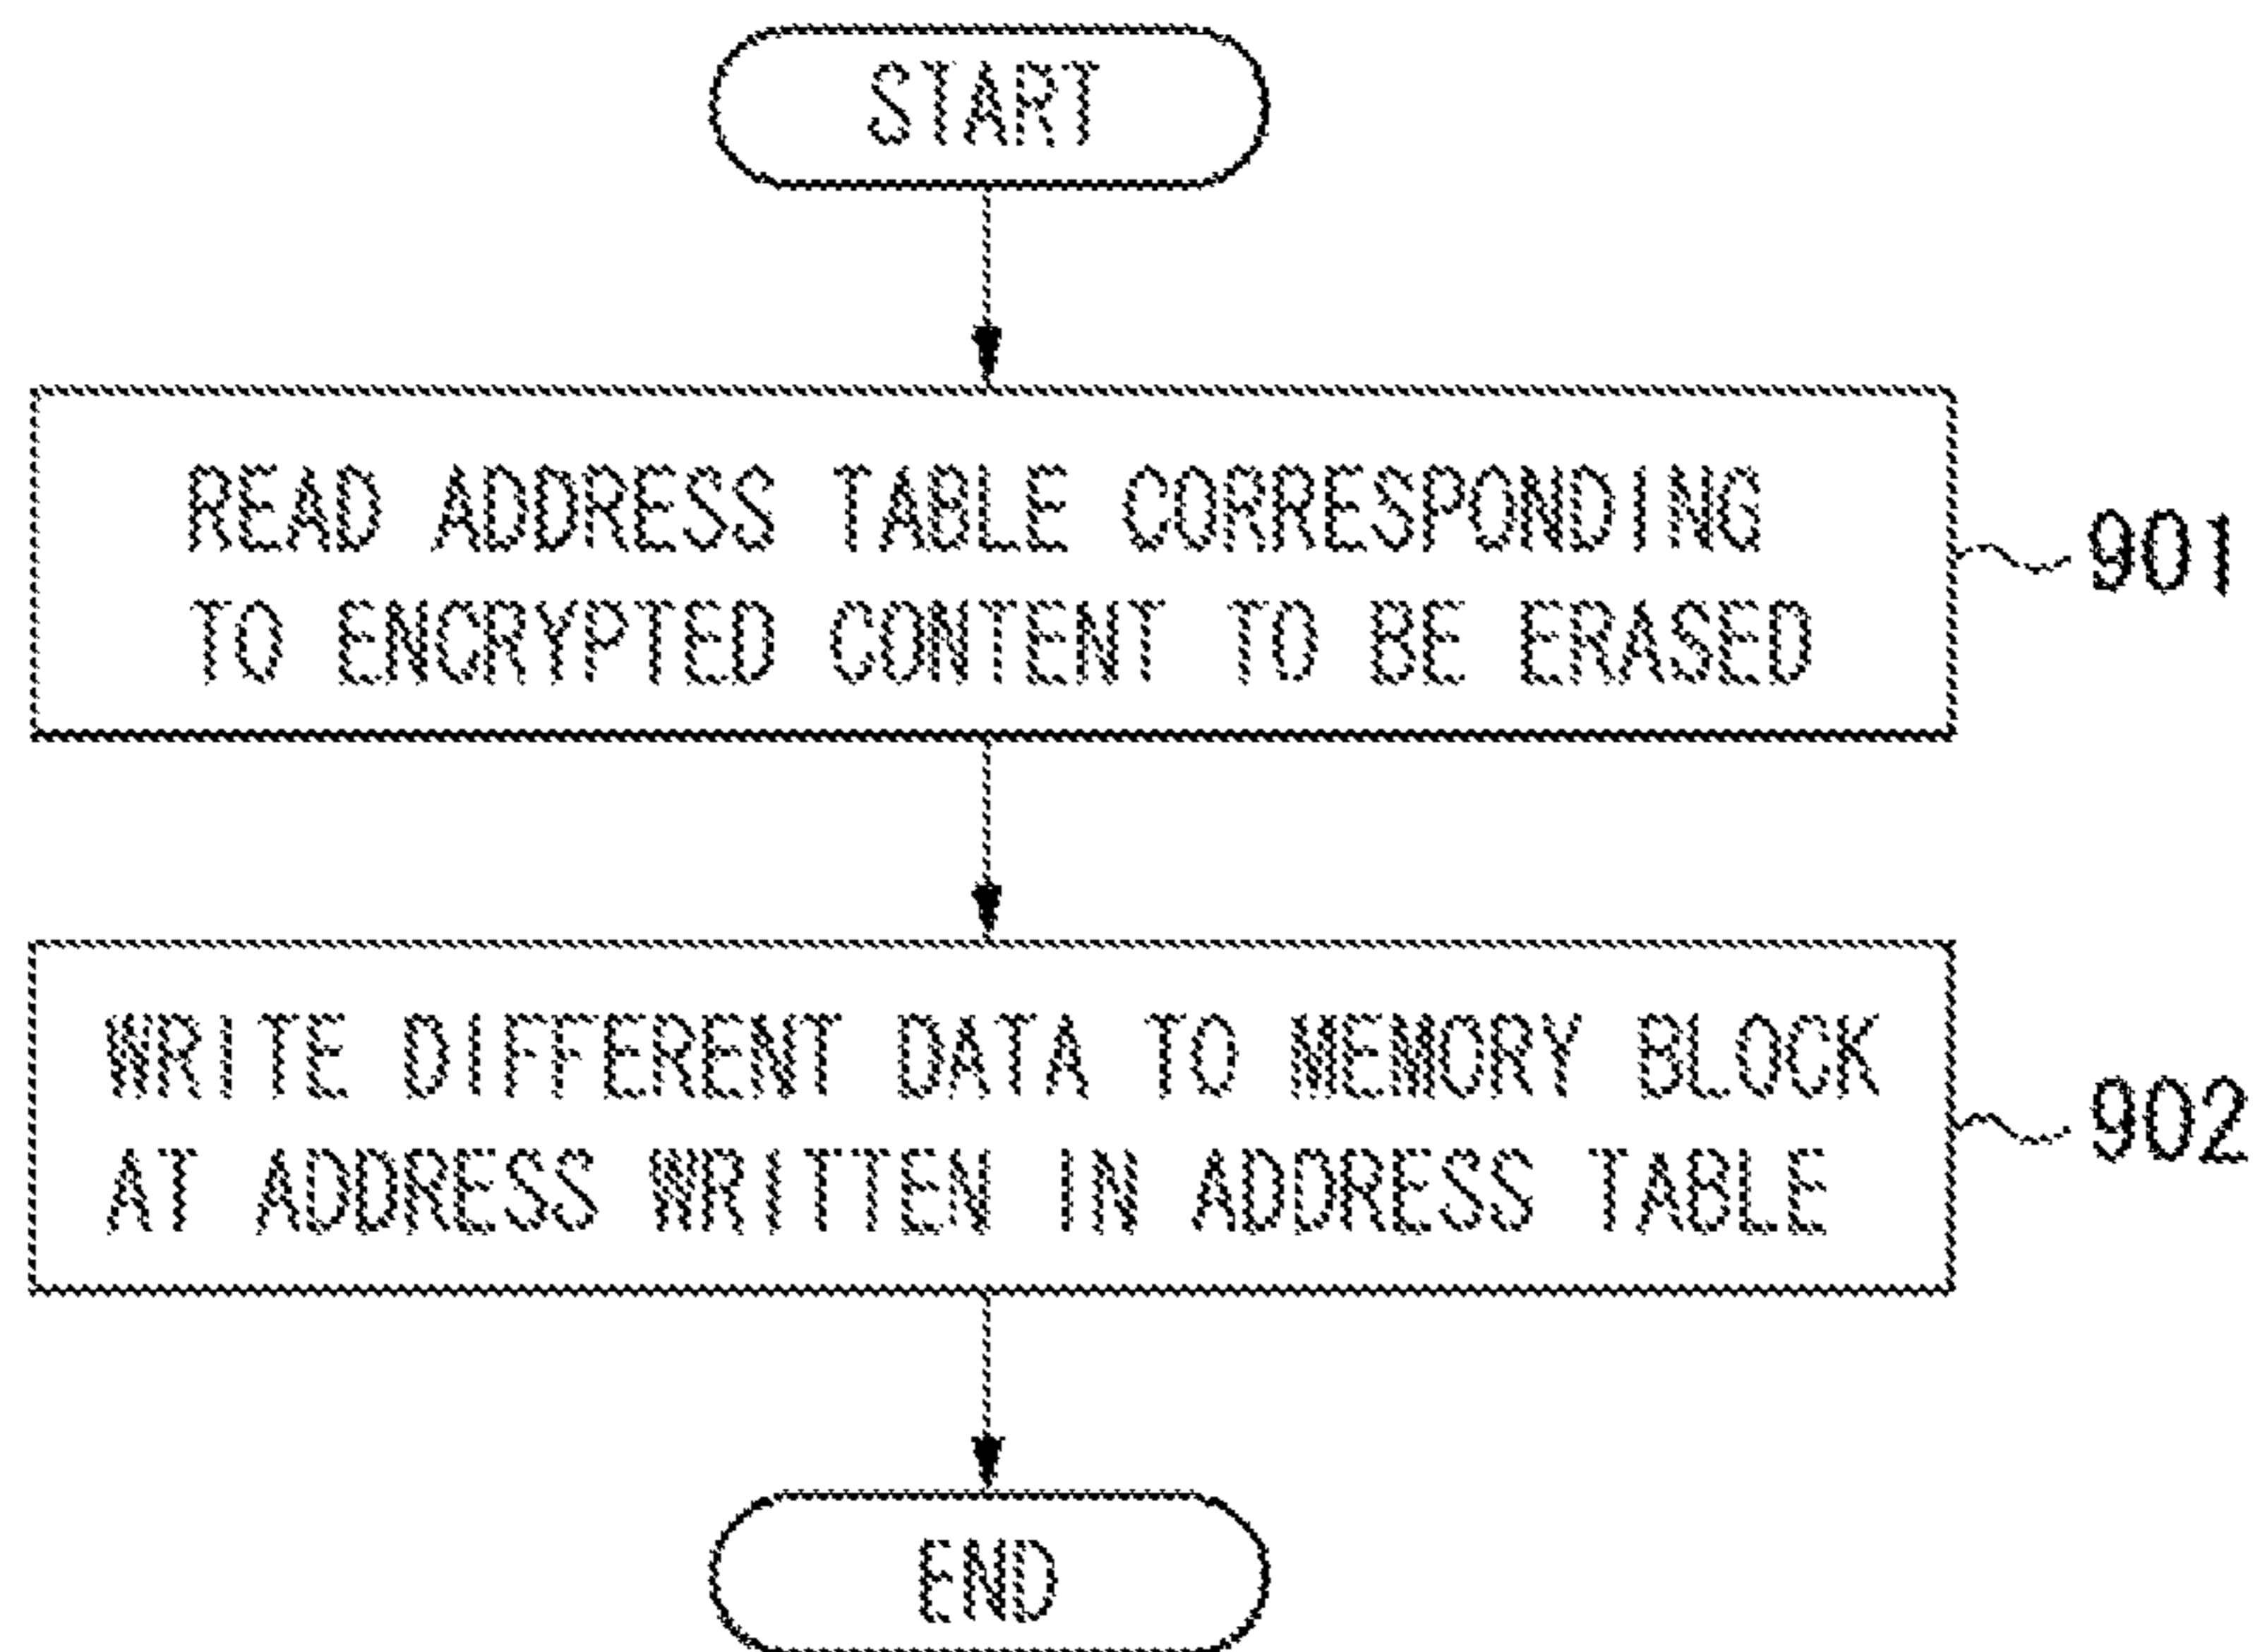 START
READ ADDRESS TABLE CORRESPONDING
TO ENCRYPTED CONTENT TO BE ERASED
901
WRITE DIFFERENT DATA TO MEMORY BLOCK
AT ADDRESS WRITTEN IN ADDRESS TABLE
902
END